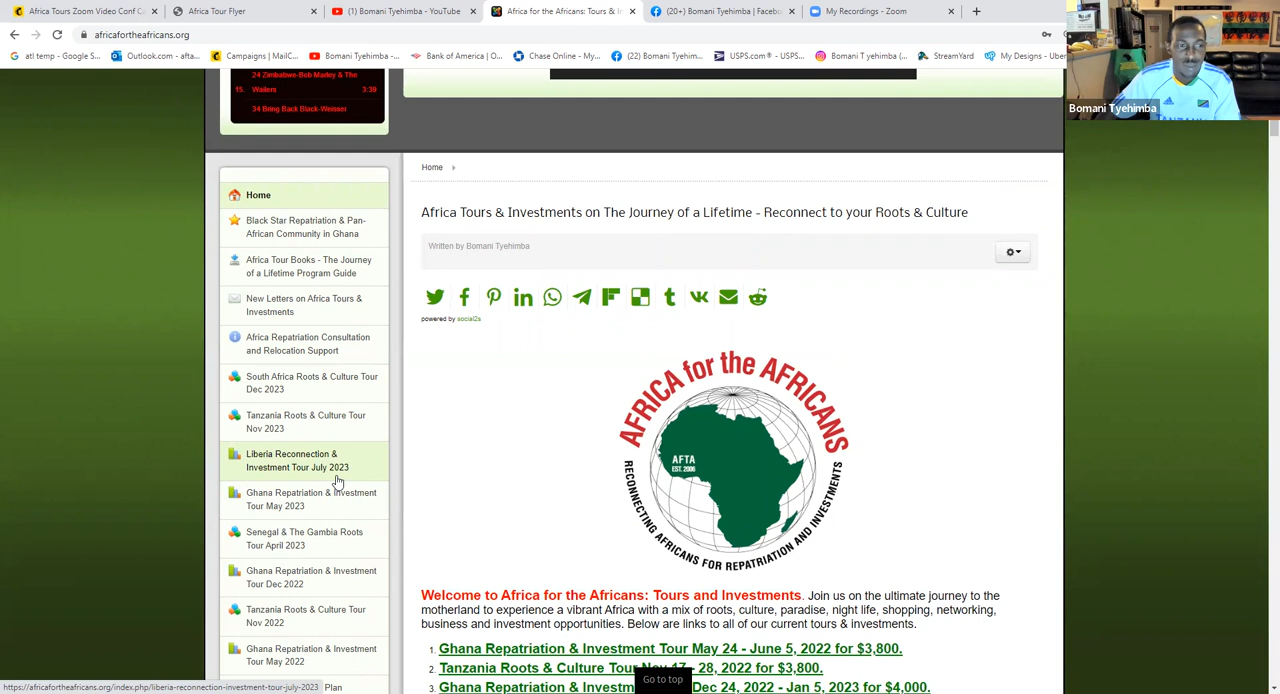 Africa Tours Zoom Video Conf Ca
Africa Tour Flyer
(1) Bomani Tyehimba - YouTube
Africa for the Africans: Tours & In
(20+) Bomani Tyehimba | Facebo
My Recordings - Zoom
africafortheafricans.org
atl temp - Google S...
Outlook.com - afta...
Campaigns | MailC...
Bomani Tyehimba -...
Bank of America | O...
Chase Online - My...
(22) Bomani Tyehim...
USPS.com® - USPS...
Bomani T yehimba (...
StreamYard
My Designs - Uber
Bomani Tyehimba
24 Zimbabwe-Bob Marley & The
15. Wailers 3:39
34 Bring Back Black-Weisser
Home
Black Star Repatriation & Pan-
African Community in Ghana
Africa Tour Books - The Journey
of a Lifetime Program Guide
New Letters on Africa Tours &
Investments
Africa Repatriation Consultation
and Relocation Support
South Africa Roots & Culture Tour
Dec 2023
Tanzania Roots & Culture Tour
Nov 2023
Liberia Reconnection &
Investment Tour July 2023
Ghana Repatriation & Investment
Tour May 2023
Senegal & The Gambia Roots
Tour April 2023
Ghana Repatriation & Investment
Tour Dec 2022
Tanzania Roots & Culture Tour
Nov 2022
Ghana Repatriation & Investment
Tour May 2022
Plan
https://africafortheafricans.org/index.php/liberia-reconnection-investment-tour-july-2023
Home
Africa Tours & Investments on The Journey of a Lifetime - Reconnect to your Roots & Culture
Written by Bomani Tyehimba
powered by social2s
AFRICA for the AFRICANS
AFTA
EST. 2006
RECONNECTING AFRICANS FOR REPATRIATION AND INVESTMENTS
Welcome to Africa for the Africans: Tours and Investments. Join us on the ultimate journey to the
motherland to experience a vibrant Africa with a mix of roots, culture, paradise, night life, shopping, networking,
business and investment opportunities. Below are links to all of our current tours & investments.
1. Ghana Repatriation & Investment Tour May 24 - June 5, 2022 for $3,800.
2. Tanzania Roots & Culture Tour Nov 17 - 28, 2022 for $3,800.
3. Ghana Repatriation & Investm Dec 24, 2022 - Jan 5, 2023 for $4,000.
Go to top